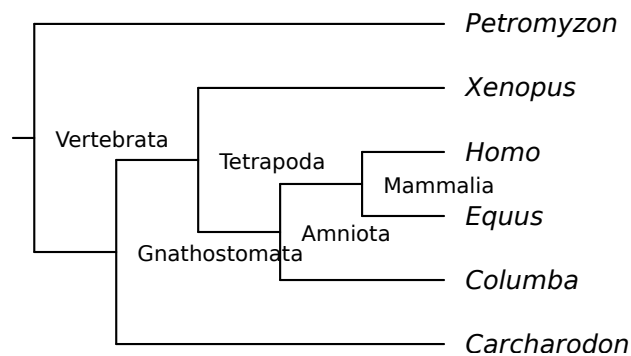 Petromyzon
Xenopus
Vertebrata
Homo
Tetrapoda
Mammalia
Equus
Amniota
Gnathostomata
Columba
Carcharodon